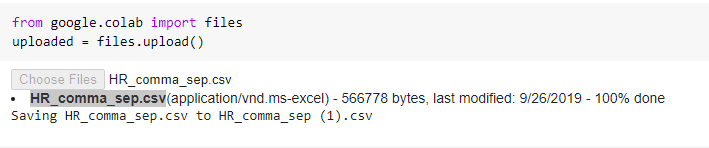 from google.colab import files
uploaded = files.upload()
Choose Files HR_comma_sep.csv
• HR_comma_sep.csv(application/vnd.ms-excel) - 566778 bytes, last modified: 9/26/2019 - 100% done
Saving HR_comma_sep.csv to HR_comma_sep (1).csv